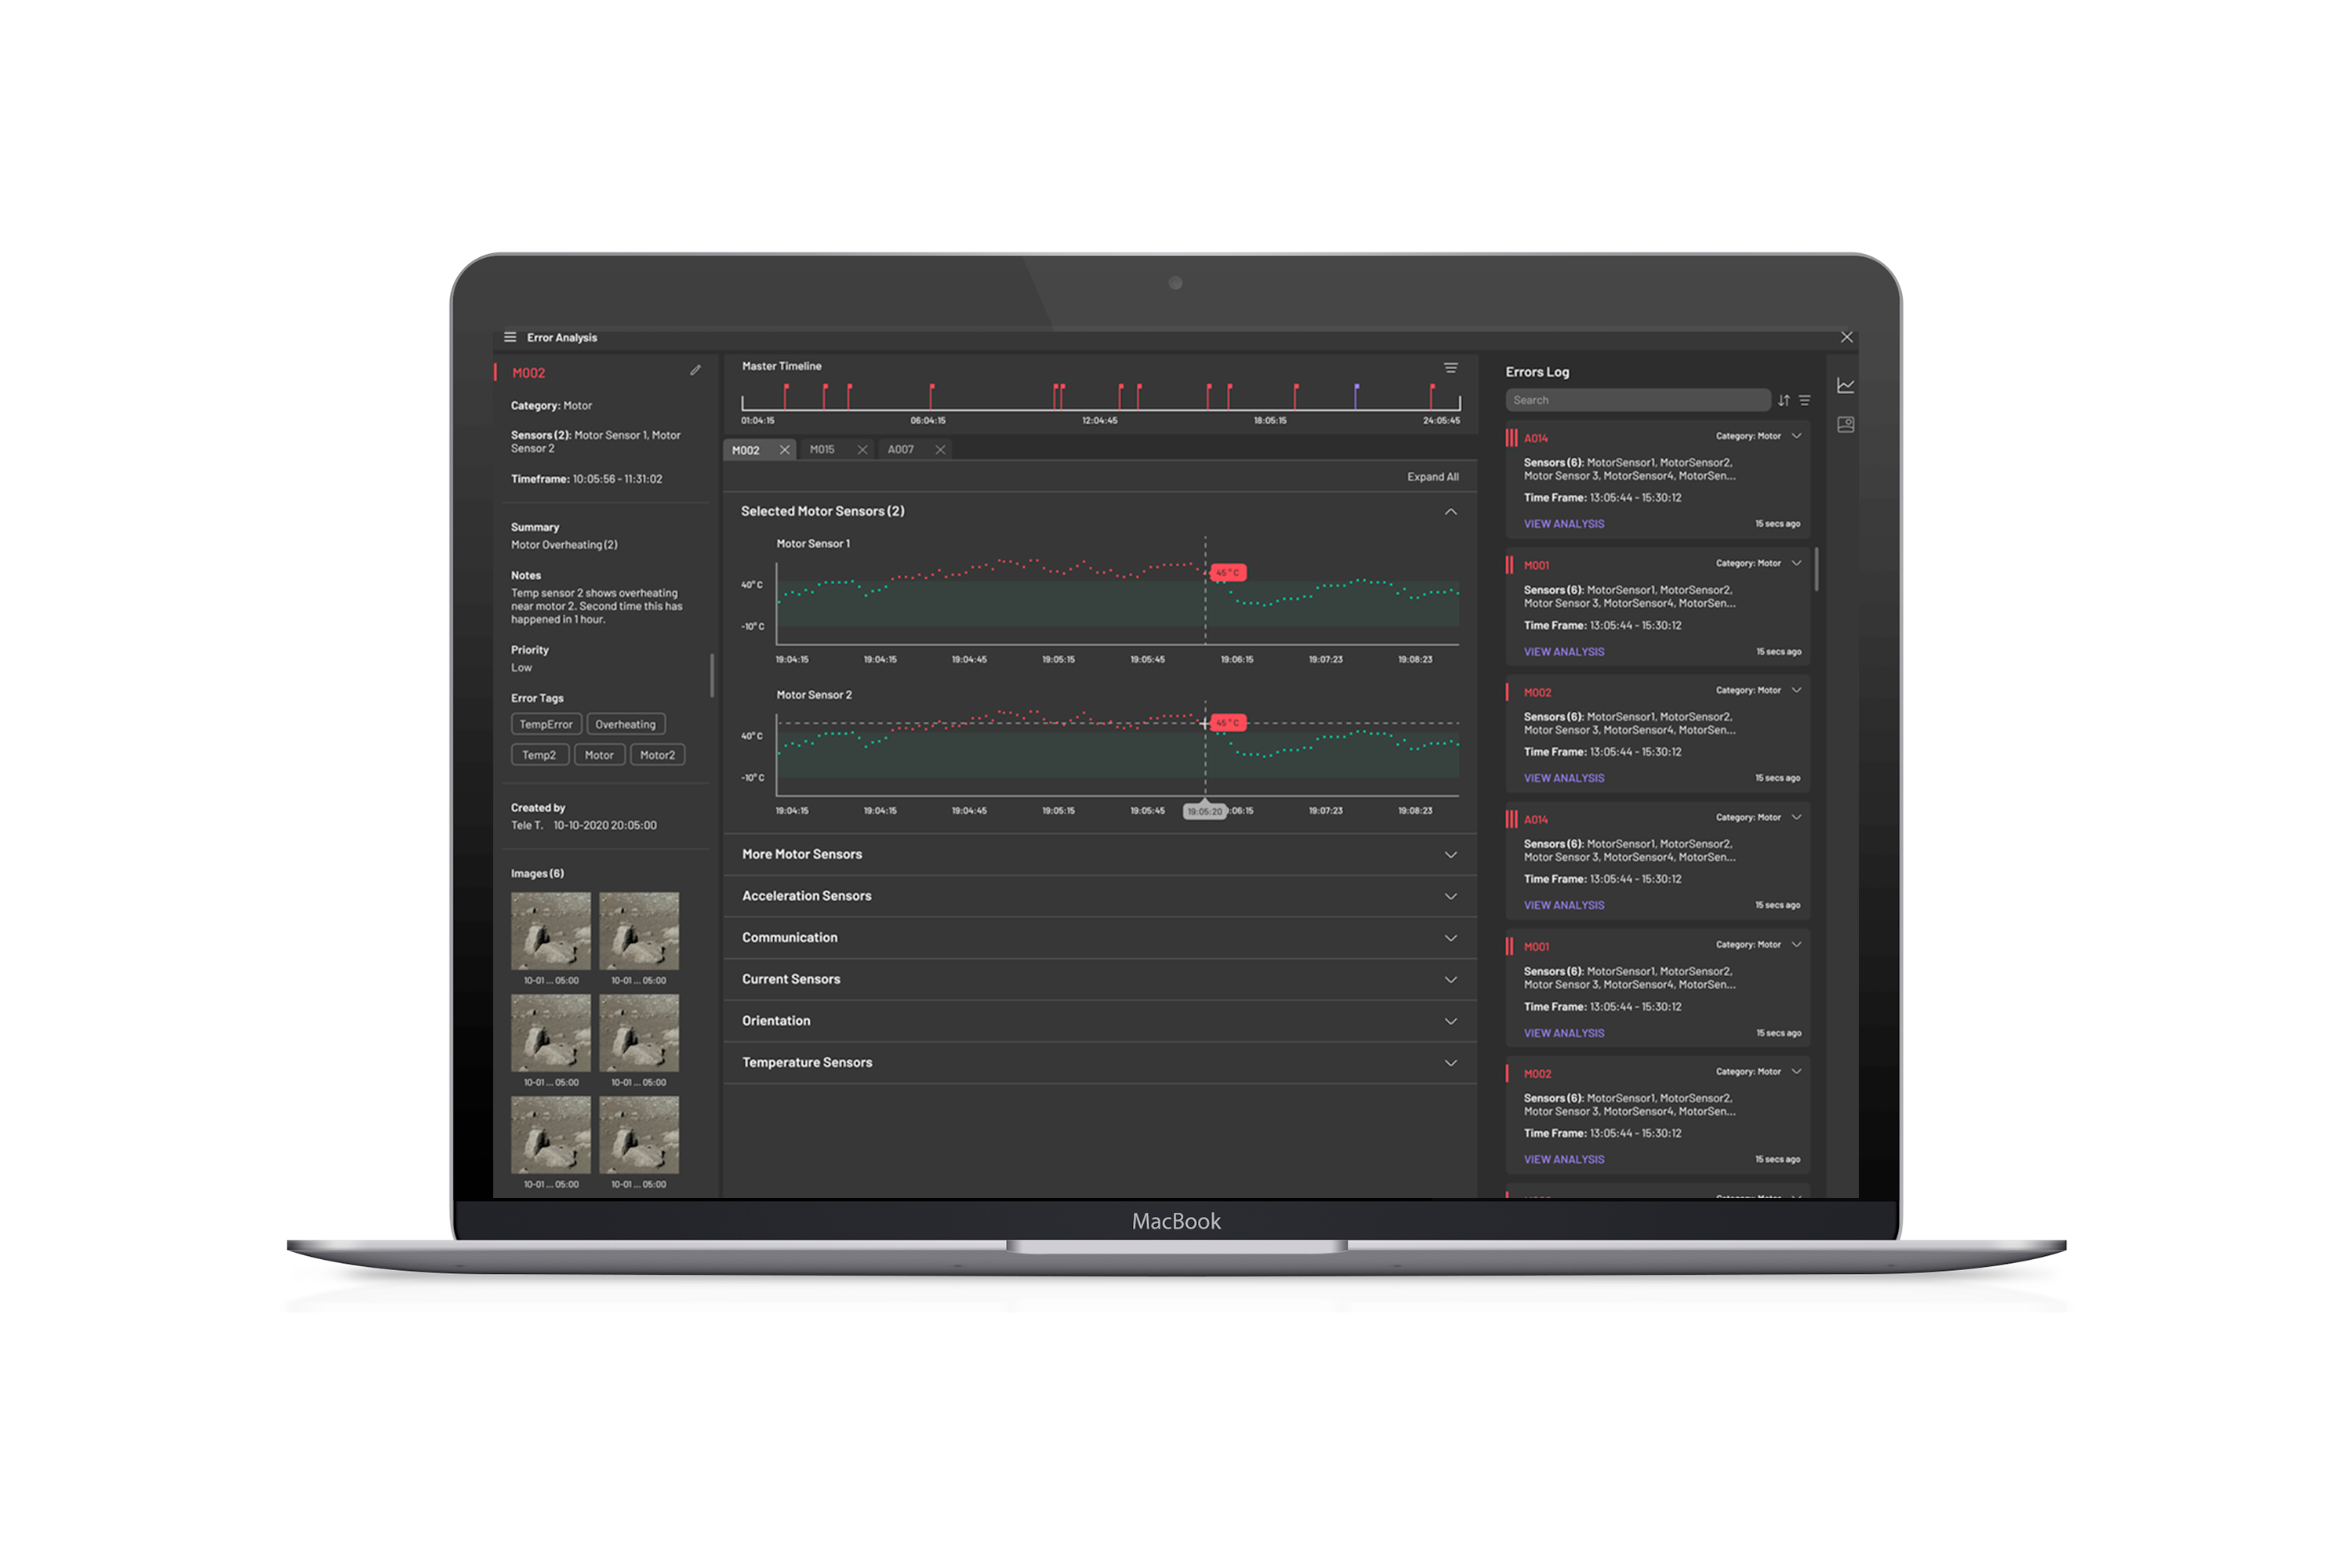 Error Analysis
M002
Category: Motor
Sensors (2): Motor Sensor 1, Motor
Sensor 2
Timeframe: 10:05:56 - 11:31:02
Summary
Motor Overheating (2)
Notes
Temp sensor 2 shows overheating
near motor 2. Second time this has
happened in 1 hour.
Priority
Low
Error Tags
TempError Overheating
Temp2 Motor Motor2
Created by
Tele T. 10-10-2020 20:05:00
Images (6)
10-01 ... 05:00 10-01 ... 05:00
10-01 ... 05:00 10-01 ... 05:00
10-01 ... 05:00 10-01 ... 05:00
Master Timeline
01:04:15 06:04:15 12:04:45 18:05:15 24:05:45
M002 M015 A007
Expand All
Selected Motor Sensors (2)
Motor Sensor 1
45° C
40° C
-10° C
19:04:15 19:04:15 19:04:45 19:05:15 19:05:45 19:06:15 19:07:23 19:08:23
Motor Sensor 2
45° C
40° C
-10° C
19:04:15 19:04:15 19:04:45 19:05:15 19:05:45 19:05:20 :06:15 19:07:23 19:08:23
More Motor Sensors
Acceleration Sensors
Communication
Current Sensors
Orientation
Temperature Sensors
Errors Log
Search
A014 Category: Motor
Sensors (6): MotorSensor1, MotorSensor2,
Motor Sensor 3, MotorSensor4, MotorSen...
Time Frame: 13:05:44 - 15:30:12
VIEW ANALYSIS 15 secs ago
M001 Category: Motor
Sensors (6): MotorSensor1, MotorSensor2,
Motor Sensor 3, MotorSensor4, MotorSen...
Time Frame: 13:05:44 - 15:30:12
VIEW ANALYSIS 15 secs ago
M002 Category: Motor
Sensors (6): MotorSensor1, MotorSensor2,
Motor Sensor 3, MotorSensor4, MotorSen...
Time Frame: 13:05:44 - 15:30:12
VIEW ANALYSIS 15 secs ago
A014 Category: Motor
Sensors (6): MotorSensor1, MotorSensor2,
Motor Sensor 3, MotorSensor4, MotorSen...
Time Frame: 13:05:44 - 15:30:12
VIEW ANALYSIS 15 secs ago
M001 Category: Motor
Sensors (6): MotorSensor1, MotorSensor2,
Motor Sensor 3, MotorSensor4, MotorSen...
Time Frame: 13:05:44 - 15:30:12
VIEW ANALYSIS 15 secs ago
M002 Category: Motor
Sensors (6): MotorSensor1, MotorSensor2,
Motor Sensor 3, MotorSensor4, MotorSen...
Time Frame: 13:05:44 - 15:30:12
VIEW ANALYSIS 15 secs ago
MacBook